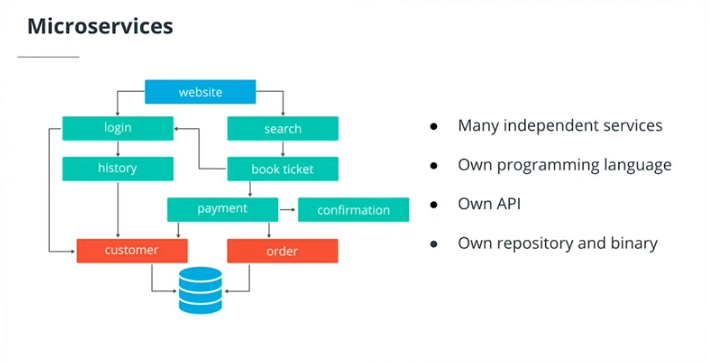 Microservices
website
login
search
history
book ticket
payment
confirmation
customer
order
● Many independent services
● Own programming language
● Own API
● Own repository and binary